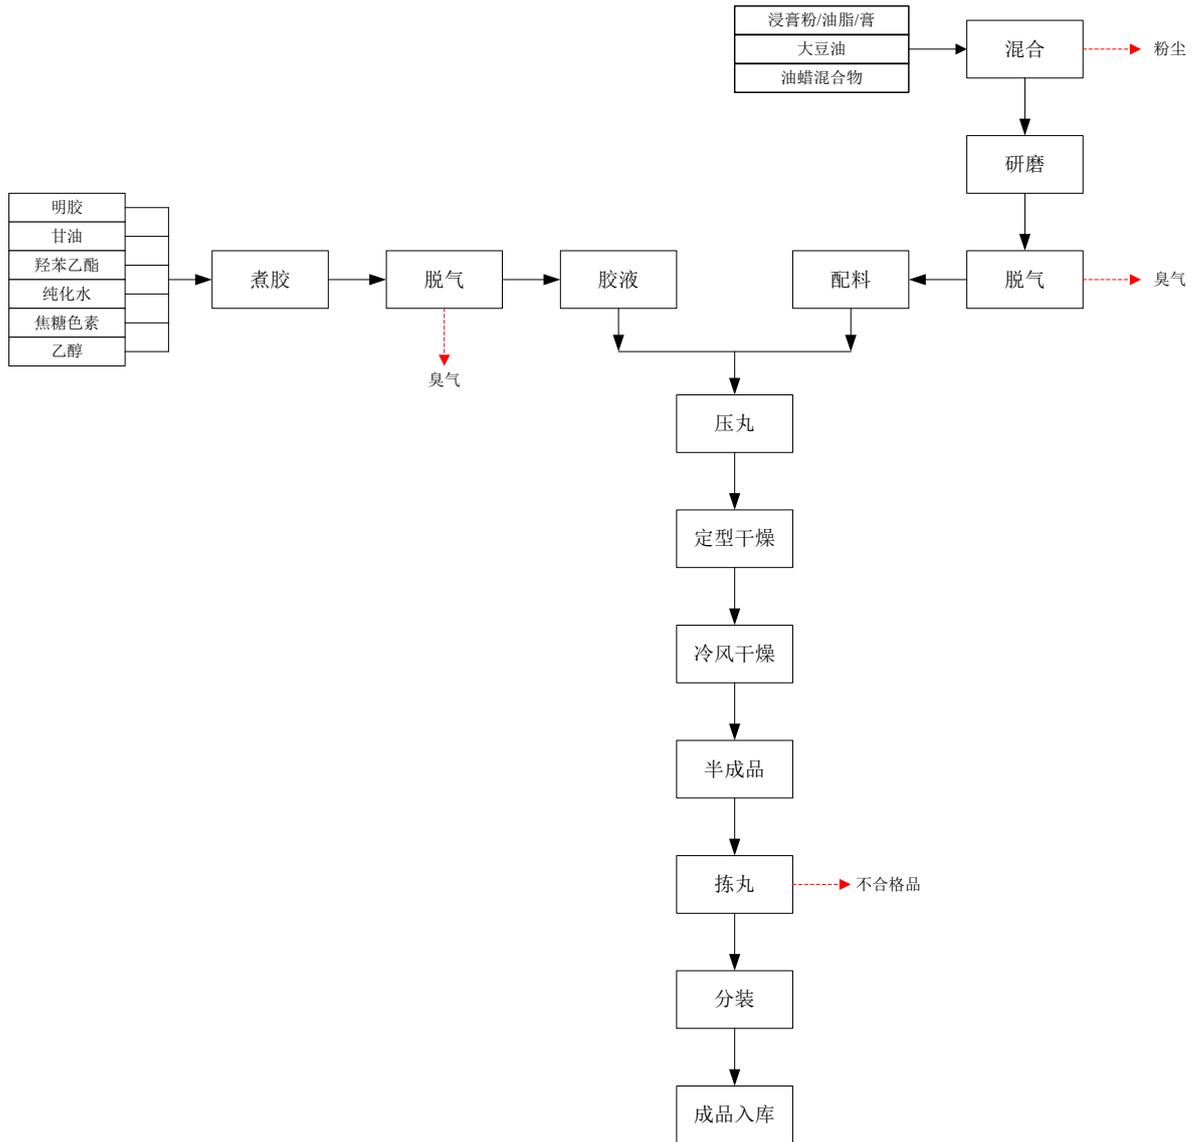 浸膏粉/油脂/膏
大豆油
油蜡混合物
混合
粉尘
研磨
明胶
甘油
羟苯乙酯
纯化水
焦糖色素
乙醇
煮胶
脱气
胶液
配料
脱气
臭气
臭气
压丸
定型干燥
冷风干燥
半成品
拣丸
不合格品
分装
成品入库